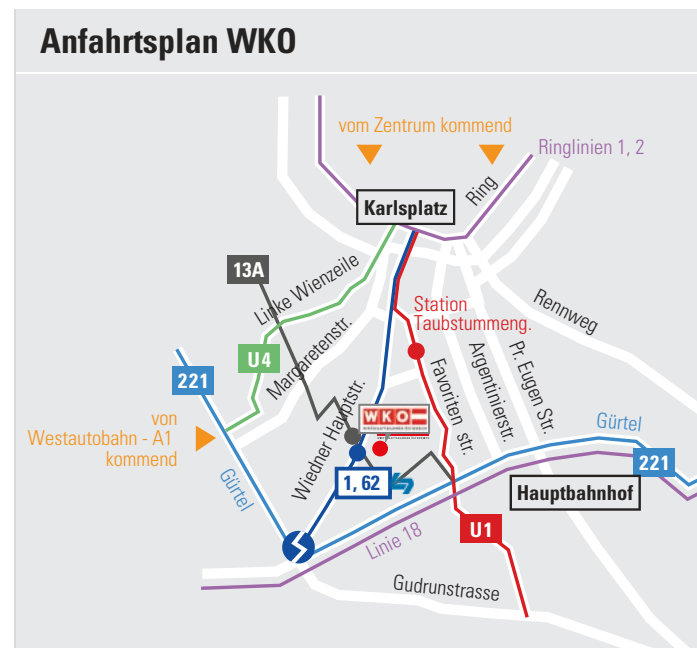 Anfahrtsplan WKO
vom Zentrum kommend
Ringlinien 1, 2
Ring
Karlsplatz
13A
Linke Wienzeile
Station
Taubstummeng.
Rennweg
U4
Margaretenstr.
221
Pr. Eugen Str.
Argentinierstr.
Favoriten str.
von
Westautobahn - A1
kommend
WKO
Wiedner Hauptstr.
Gürtel
221
Gürtel
1, 62
Hauptbahnhof
U1
Linie 18
Gudrunstrasse